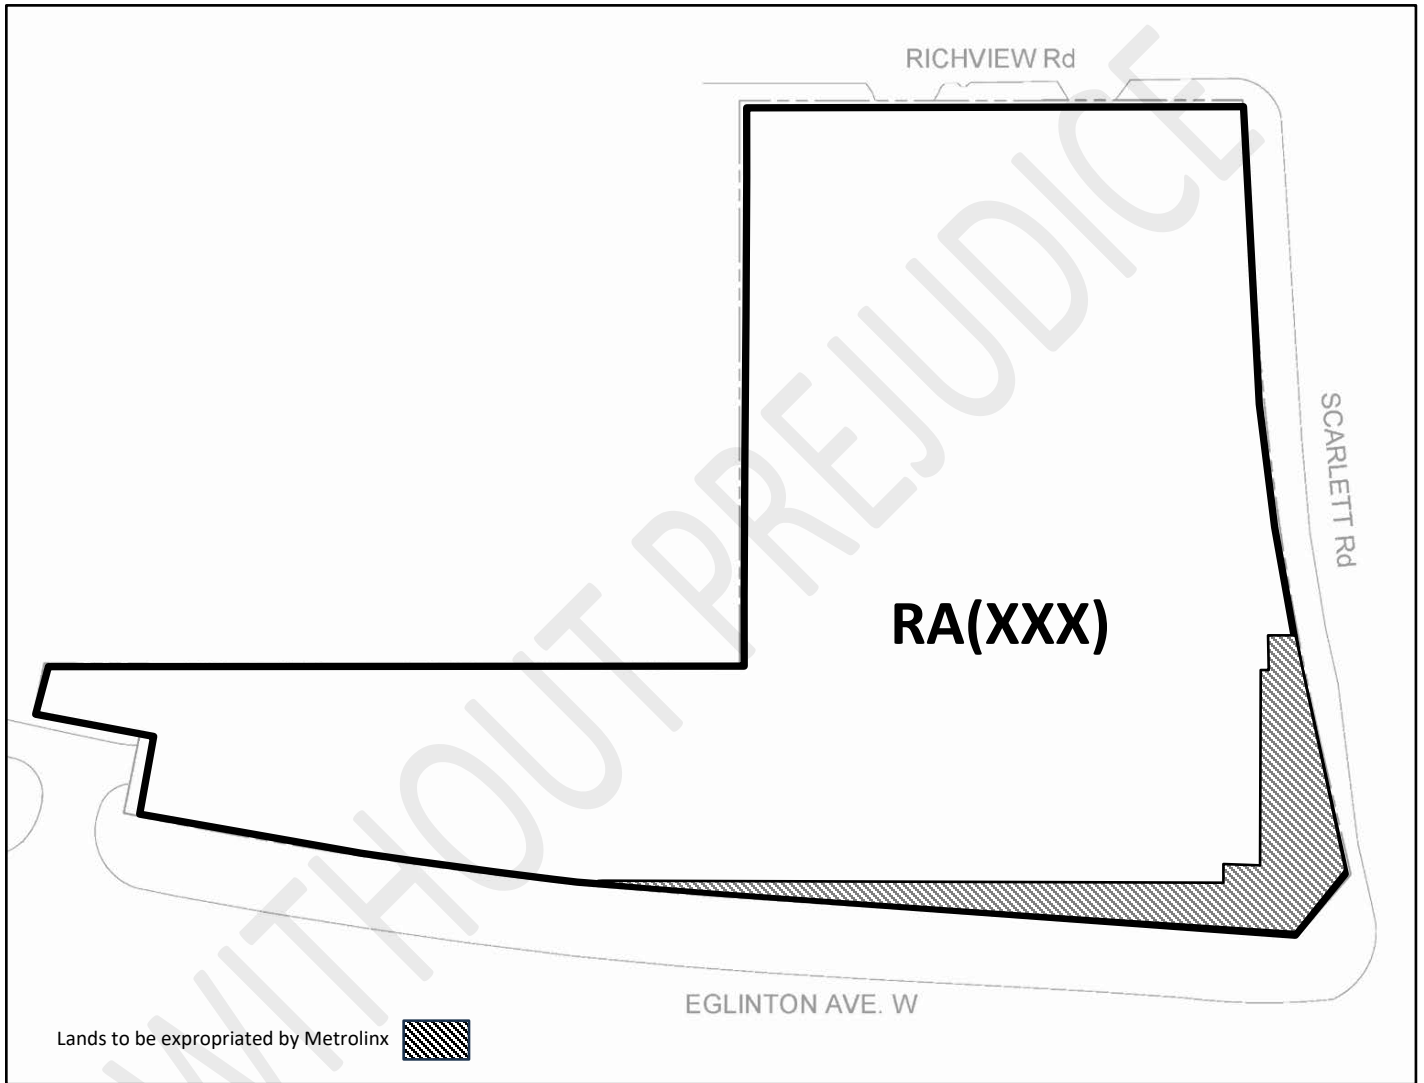 RICHVIEW Rd
SCARLETT Rd
RA(XXX)
EGLINTON AVE. W
Lands to be expropriated by Metrolinx
WITHOUT PREJUDICE